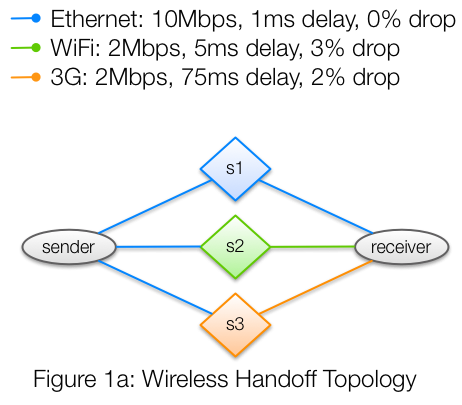 Ethernet: 10Mbps, 1ms delay, 0% drop
WiFi: 2Mbps, 5ms delay, 3% drop
3G: 2Mbps, 75ms delay, 2% drop
s1
sender
s2
receiver
s3
Figure 1a: Wireless Handoff Topology